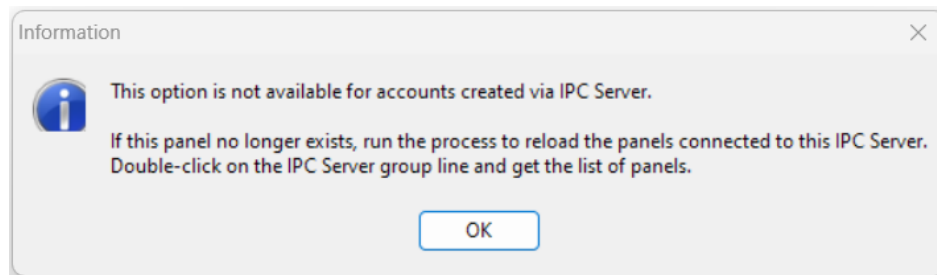 Information
This option is not available for accounts created via IPC Server.
If this panel no longer exists, run the process to reload the panels connected to this IPC Server.
Double-click on the IPC Server group line and get the list of panels.
OK